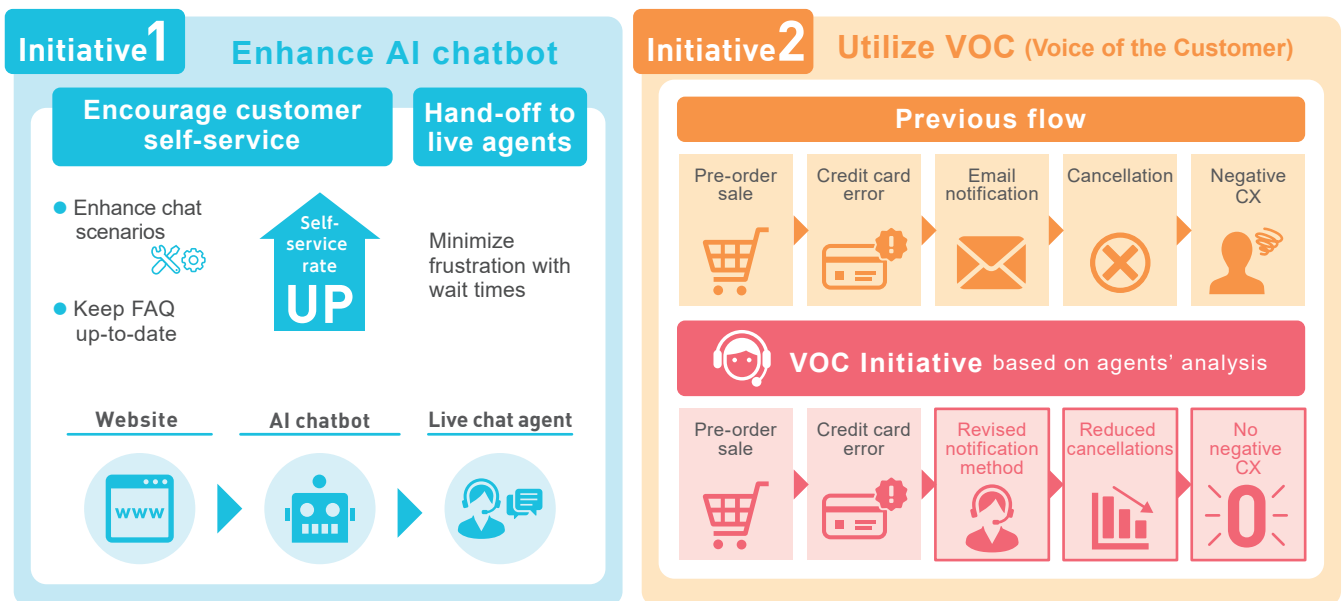 Initiative1
Enhance AI chatbot
Encourage customer
self-service
Hand-off to
live agents
Enhance chat
scenarios
Keep FAQ
up-to-date
Self-
service
rate
UP
Minimize
frustration with
wait times
Website
AI chatbot
Live chat agent
www
Initiative2
Utilize VOC (Voice of the Customer)
Previous flow
Pre-order
sale
Credit card
error
Email
notification
Cancellation
Negative
CX
VOC Initiative based on agents’ analysis
Pre-order
sale
Credit card
error
Revised
notification
method
Reduced
cancellations
No
negative
CX
0